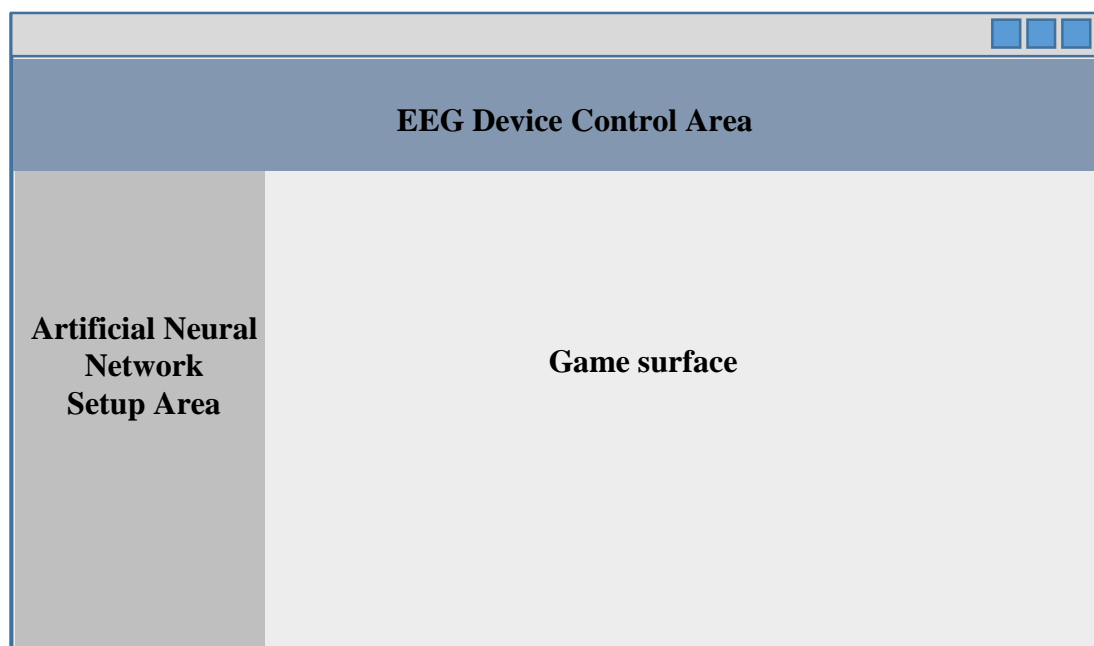 EEG Device Control Area
Artificial Neural
Network
Setup Area
Game surface